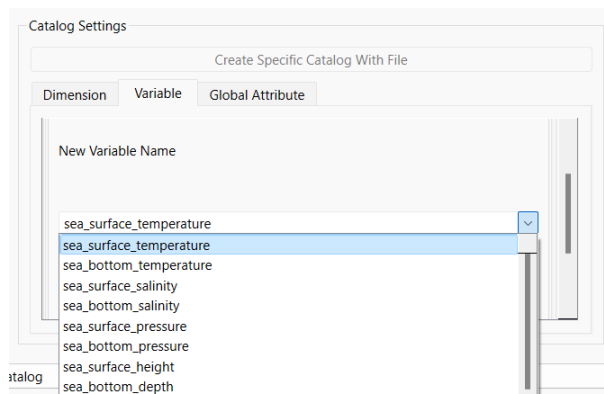 Catalog Settings
Create Specific Catalog With File
Dimension Variable Global Attribute
New Variable Name
sea_surface_temperature
sea_surface_temperature
sea_bottom_temperature
sea_surface_salinity
sea_bottom_salinity
sea_surface_pressure
sea_bottom_pressure
sea_surface_height
atalog
sea_bottom_depth